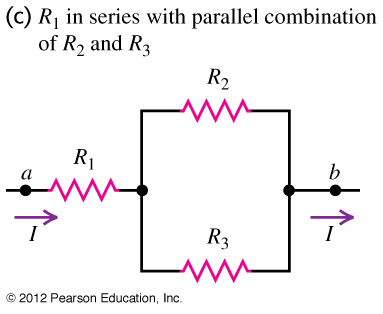 (c) R₁ in series with parallel combination
of R₂ and R₃
R₂
a
R₁
b
I
R₃
I
© 2012 Pearson Education, Inc.